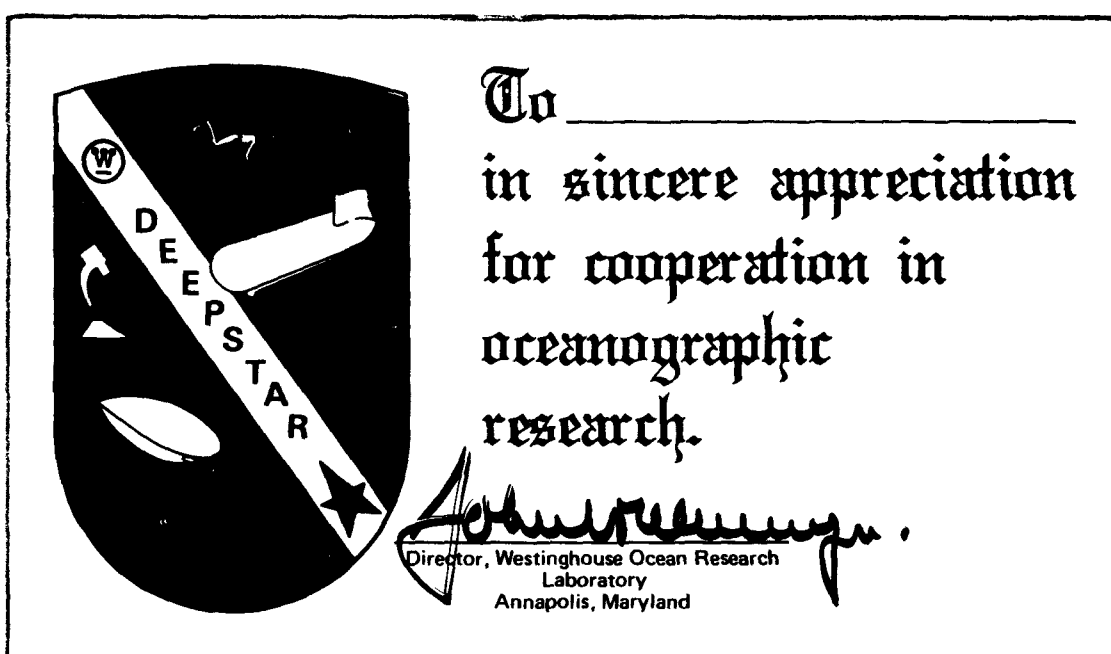 W
DEEPSTAR
To
in sincere appreciation
for cooperation in
oceanographic
research.
Director, Westinghouse Ocean Research
Laboratory
Annapolis, Maryland